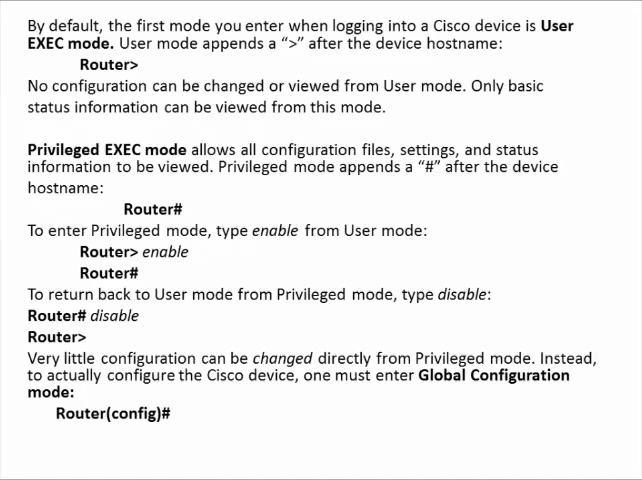 By default, the first mode you enter when logging into a Cisco device is User
EXEC mode. User mode appends a “>” after the device hostname:
Router>
No configuration can be changed or viewed from User mode. Only basic
status information can be viewed from this mode.
Privileged EXEC mode allows all configuration files, settings, and status
information to be viewed. Privileged mode appends a “#” after the device
hostname:
Router#
To enter Privileged mode, type enable from User mode:
Router> enable
Router#
To return back to User mode from Privileged mode, type disable:
Router# disable
Router>
Very little configuration can be changed directly from Privileged mode. Instead,
to actually configure the Cisco device, one must enter Global Configuration
mode:
Router(config)#